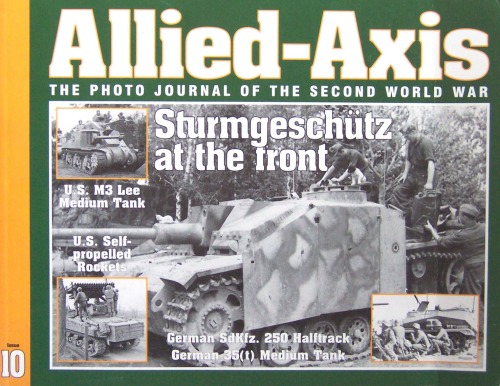 Allied-Axis
THE PHOTO JOURNAL OF THE SECOND WORLD WAR
Sturmgeschütz
at the front
U.S. M3 Lee
Medium Tank
U.S. Self-
propelled
Rockets
German SdKfz. 250 Halftrack
German 35(t) Medium Tank
issue
10